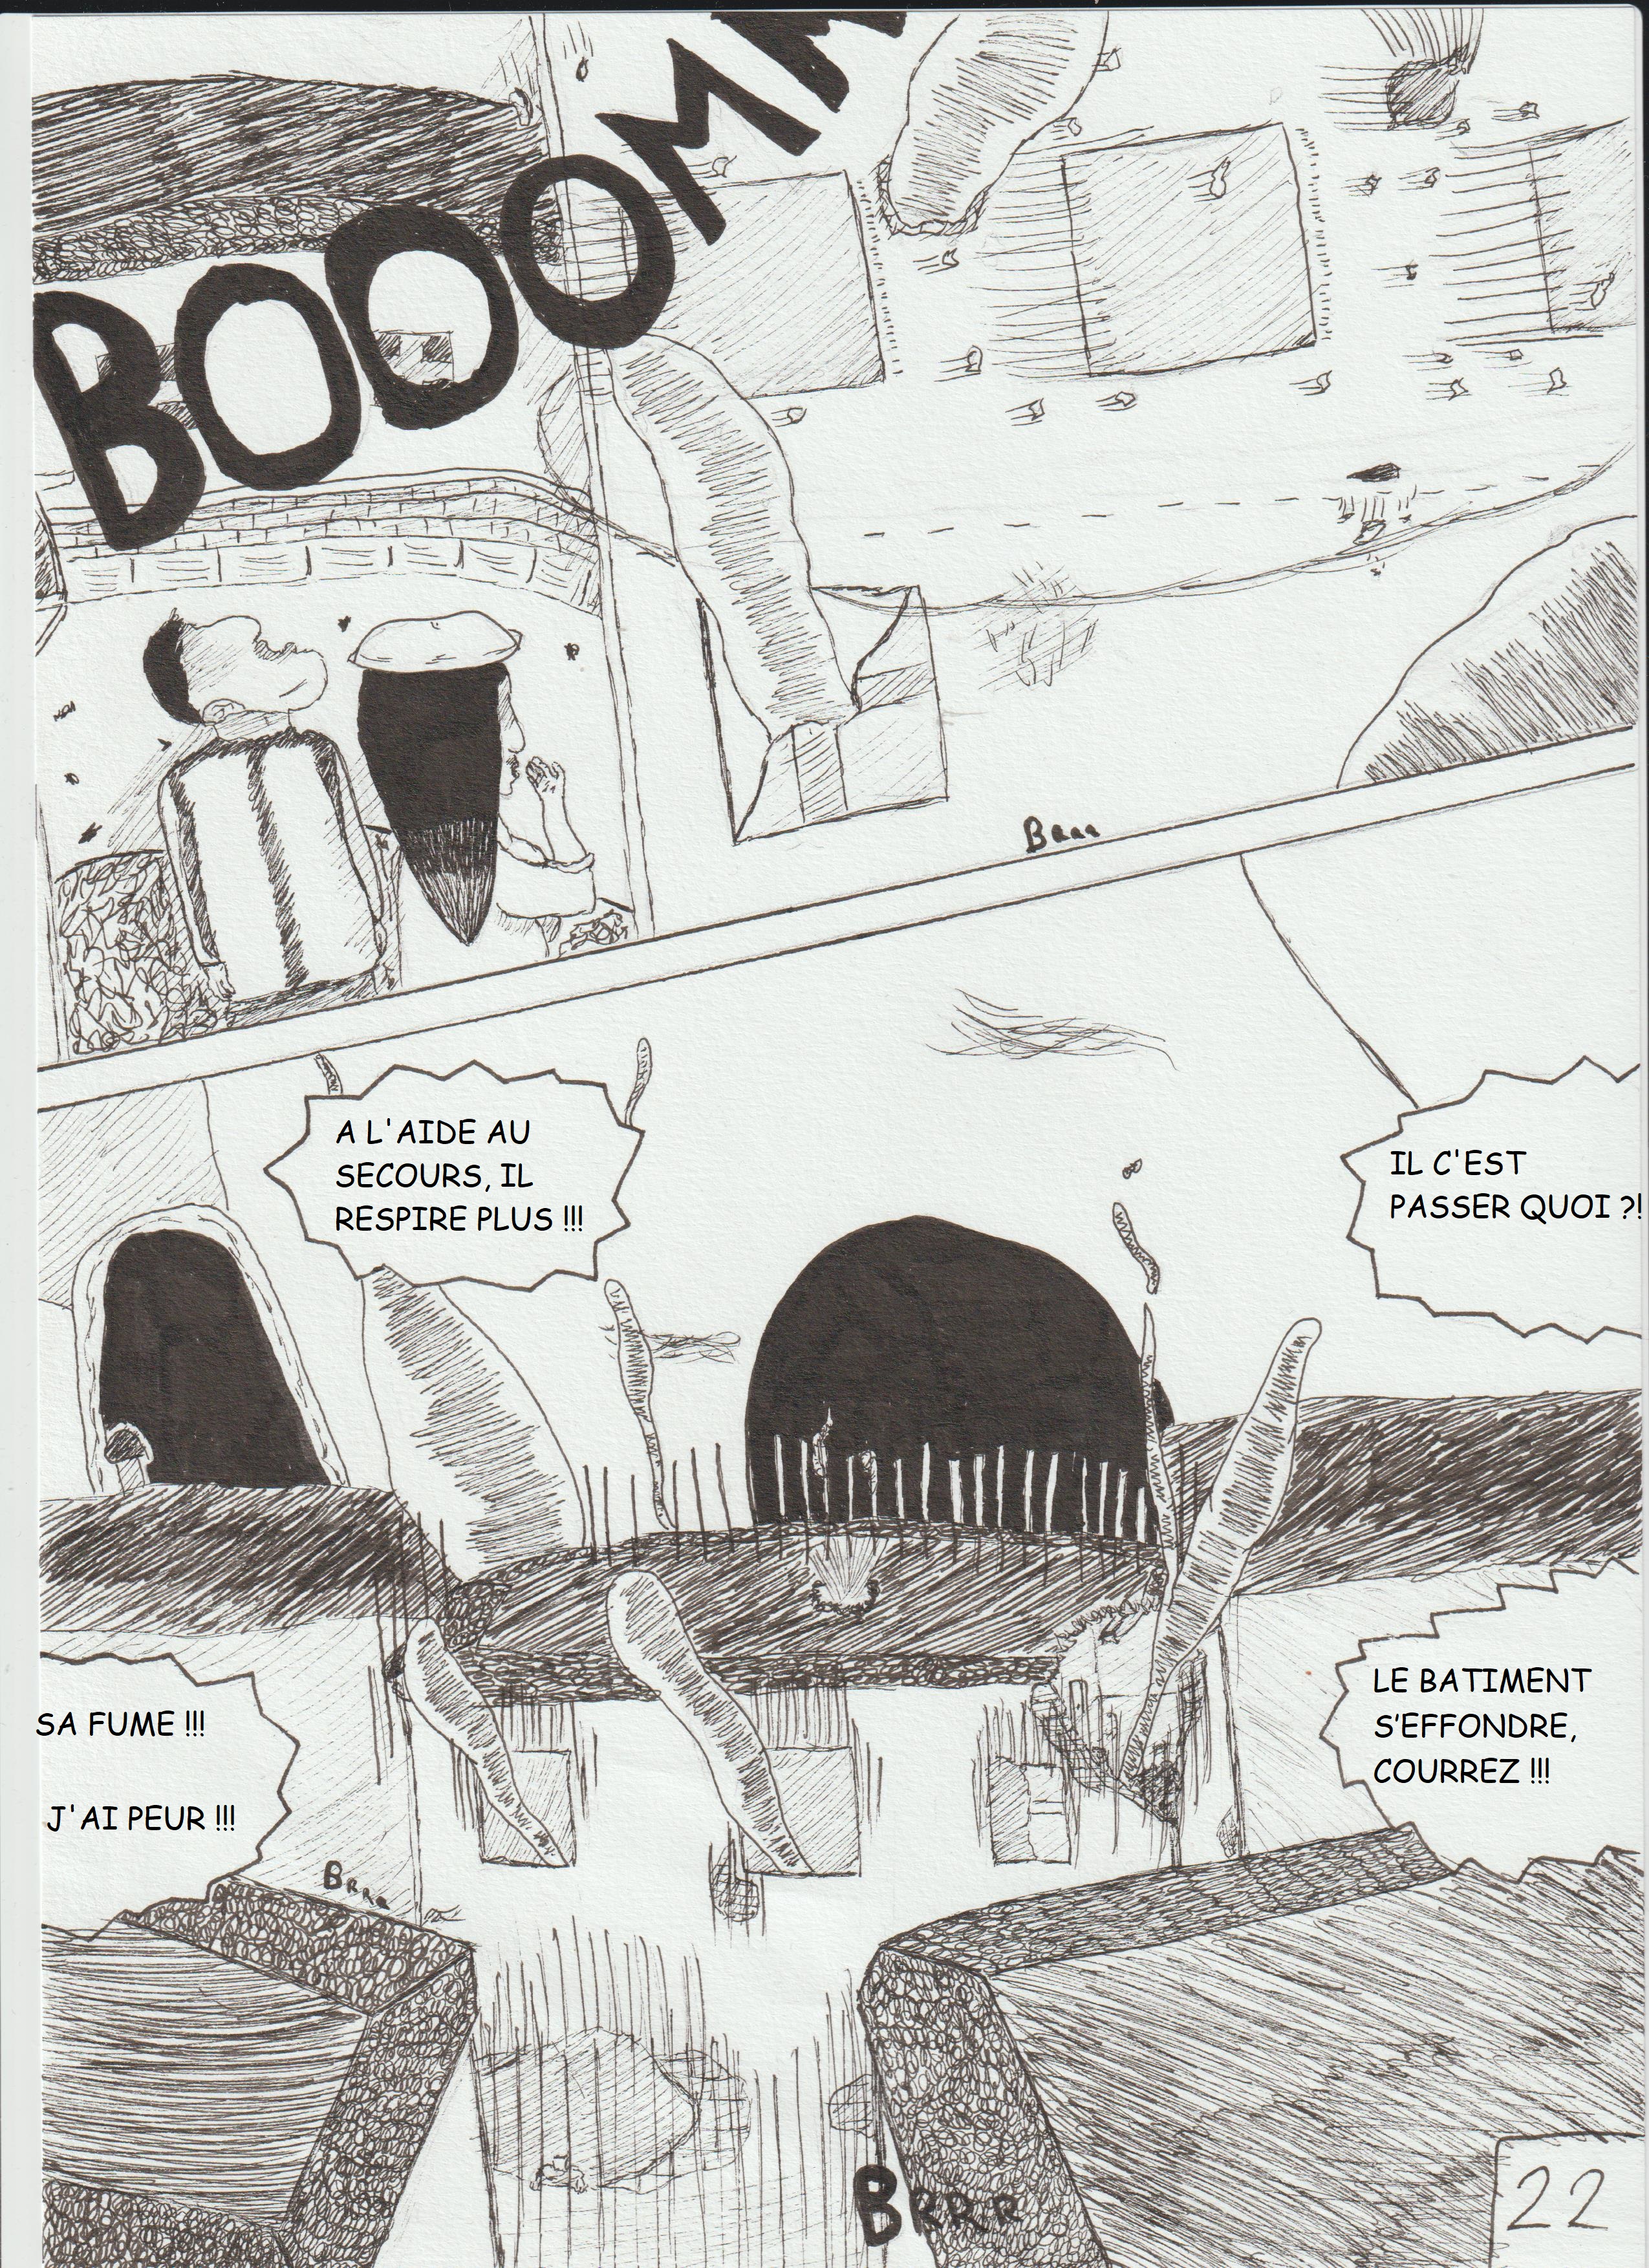 BOOOMM
Brrr
A L'AIDE AU
SECOURS, IL
RESPIRE PLUS !!!
IL C'EST
PASSER QUOI ?!
SA FUME !!!
J'AI PEUR !!!
LE BATIMENT
S'EFFONDRE,
COURREZ !!!
Brrr
BRRR
22